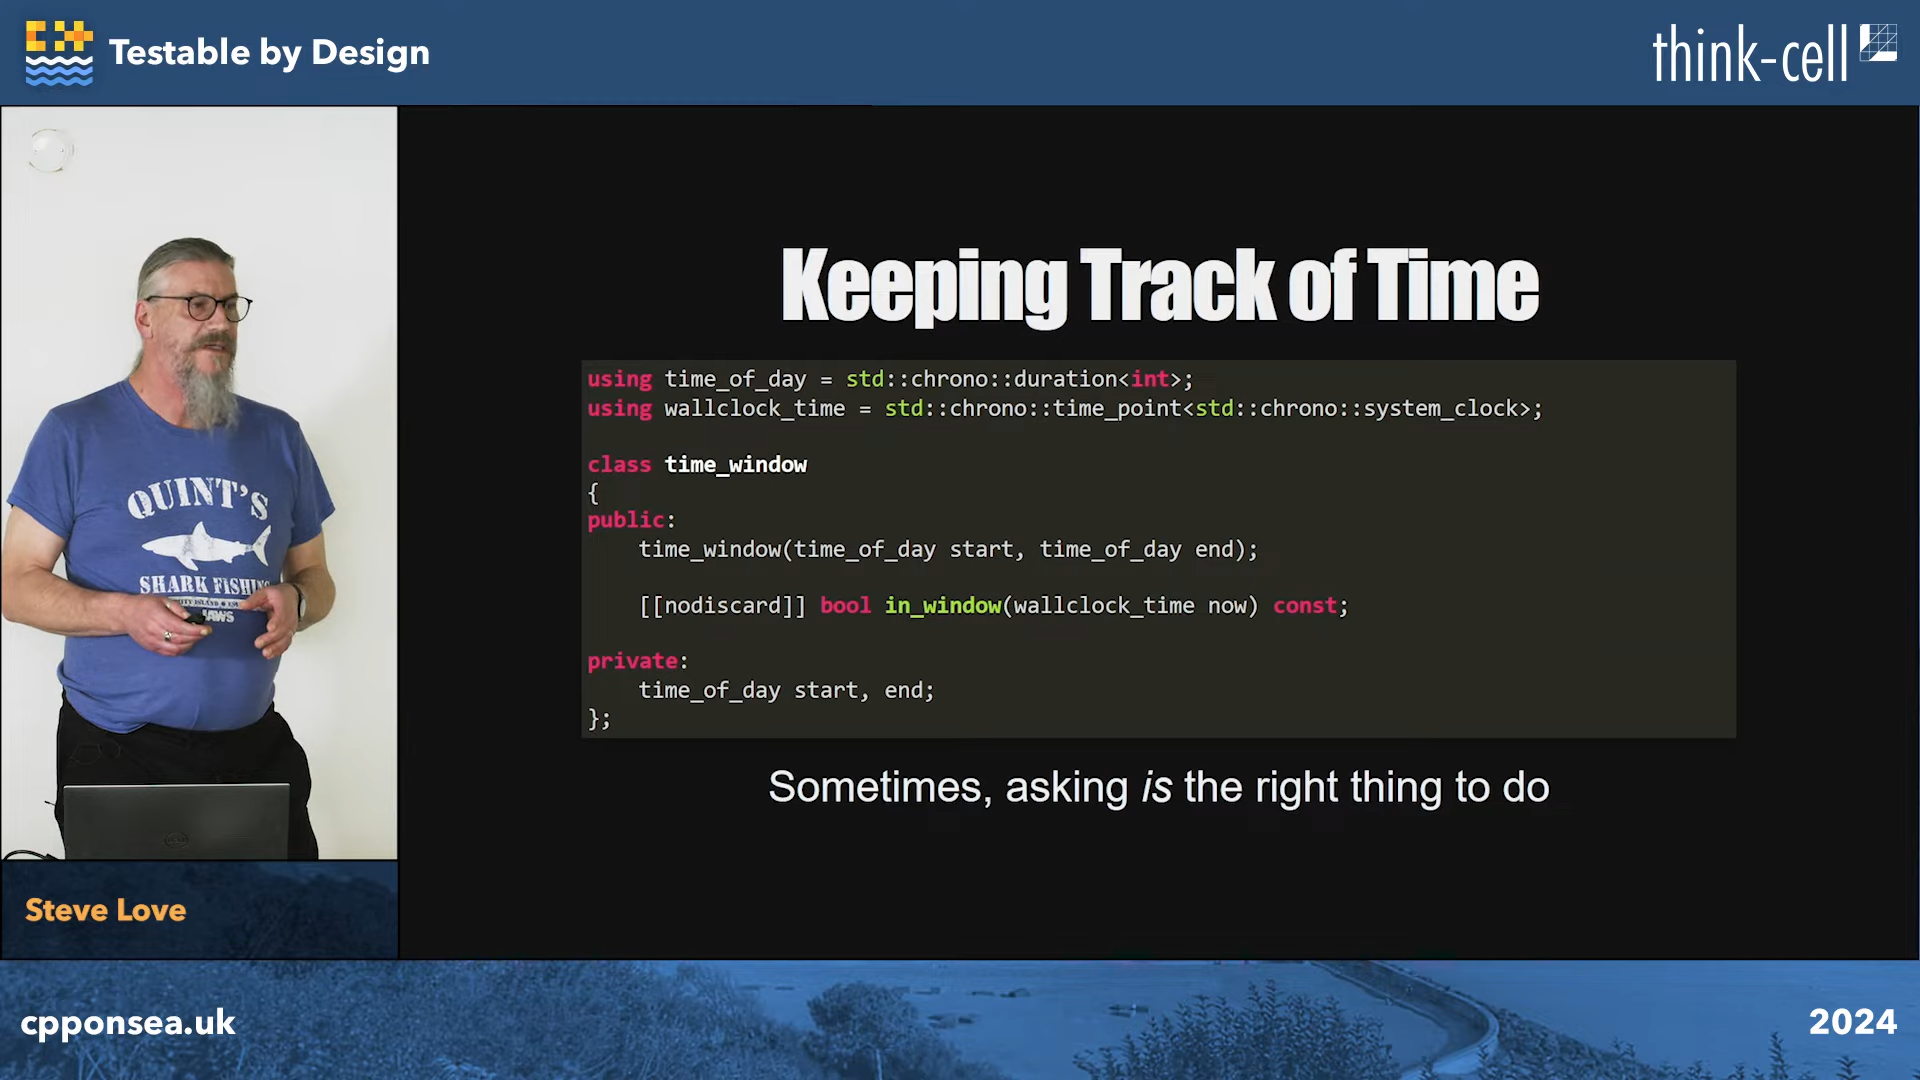 Testable by Design
think-cell
QUINT'S
SHARK FISHING
JAWS
Keeping Track of Time
using time_of_day = std::chrono::duration<int>;
using wallclock_time = std::chrono::time_point<std::chrono::system_clock>;
class time_window
{
public:
    time_window(time_of_day start, time_of_day end);
    [[nodiscard]] bool in_window(wallclock_time now) const;
private:
    time_of_day start, end;
};
Sometimes, asking is the right thing to do
Steve Love
cpponsea.uk
2024